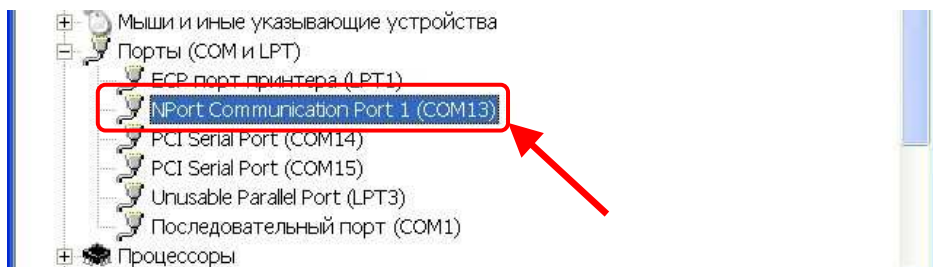 Мыши и иные указывающие устройства
Порты (COM и LPT)
ECP порт принтера (LPT1)
NPort Communication Port 1 (COM13)
PCI Serial Port (COM14)
PCI Serial Port (COM15)
Unusable Parallel Port (LPT3)
Последовательный порт (COM1)
Процессоры